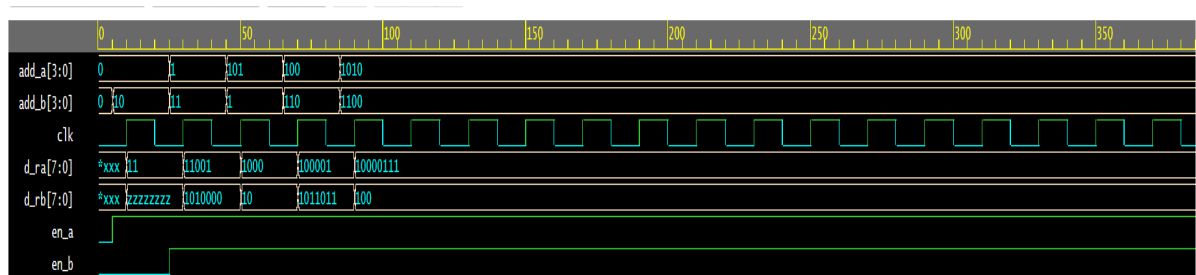 0 50 100 150 200 250 300 350
add_a[3:0] 0 1 101 100 1010
add_b[3:0] 0 10 11 1 110 1100
clk
d_ra[7:0] *xxx 11 11001 1000 100001 10000111
d_rb[7:0] *xxx zzzzzzzz 1010000 10 1011011 100
en_a
en_b